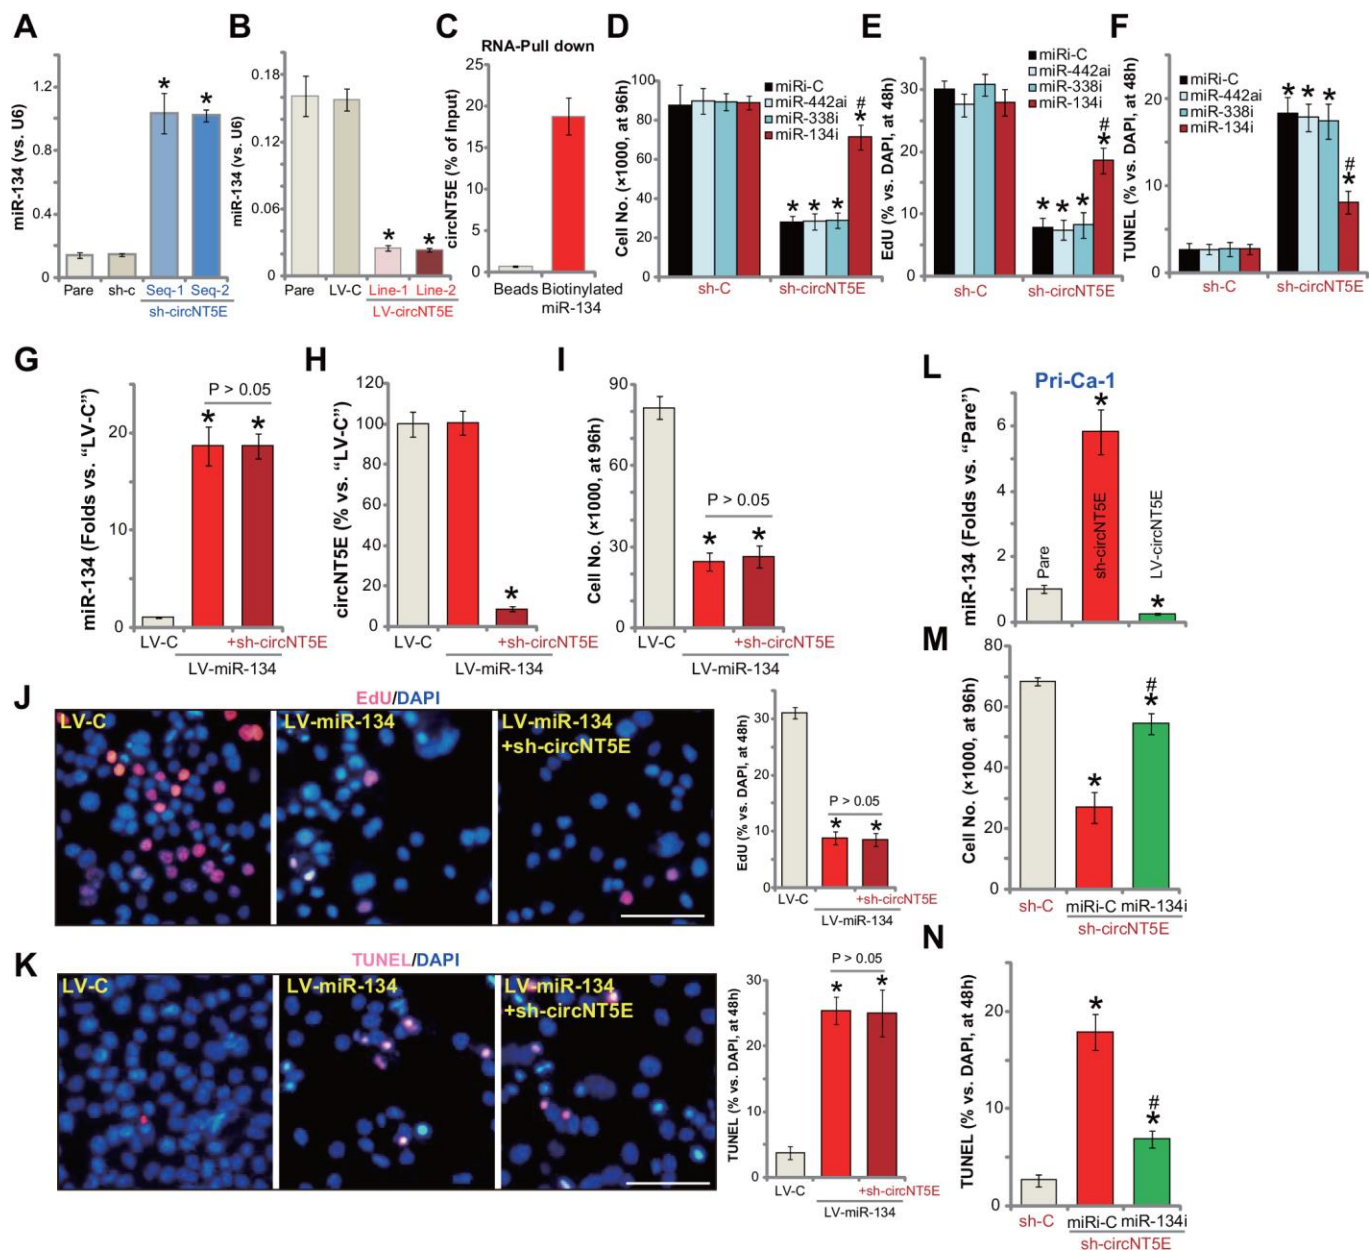 A
miR-134 (vs. U6)
1.2
0.8
0.4
0
Pare sh-c Seq-1 Seq-2
sh-circNT5E
* *
B
miR-134 (vs. U6)
0.18
0.12
0.06
0
Pare LV-C Line-1 Line-2
LV-circNT5E
* *
C
RNA-Pull down
circNT5E (% of Input)
25
20
15
10
5
0
Beads Biotinylated
miR-134
D
Cell No. (×1000, at 96h)
100
80
60
40
20
0
miRi-C
miR-442ai
miR-338i
miR-134i
#
* * * *
sh-C sh-circNT5E
E
EdU (% vs. DAPI, at 48h)
30
20
10
0
miRi-C
miR-442ai
miR-338i
miR-134i
#
* * * *
sh-C sh-circNT5E
F
TUNEL (% vs. DAPI, at 48h)
20
10
0
miRi-C
miR-442ai
miR-338i
miR-134i
* * *
#
*
sh-C sh-circNT5E
G
miR-134 (Folds vs. “LV-C”)
20
10
0
P > 0.05
* *
LV-C +sh-circNT5E
LV-miR-134
H
circNT5E (% vs. “LV-C”)
120
100
80
60
40
20
0
*
LV-C +sh-circNT5E
LV-miR-134
I
Cell No. (×1000, at 96h)
90
60
30
0
P > 0.05
* *
LV-C +sh-circNT5E
LV-miR-134
J
EdU/DAPI
LV-C
LV-miR-134
LV-miR-134
+sh-circNT5E
EdU (% vs. DAPI, at 48h)
30
20
10
0
P > 0.05
* *
LV-C +sh-circNT5E
LV-miR-134
K
TUNEL/DAPI
LV-C
LV-miR-134
LV-miR-134
+sh-circNT5E
TUNEL (% vs. DAPI, at 48h)
30
20
10
0
P > 0.05
* *
LV-C +sh-circNT5E
LV-miR-134
L
Pri-Ca-1
miR-134 (Folds vs. “Pare”)
6
4
2
0
Pare
sh-circNT5E
LV-circNT5E
*
*
M
Cell No. (×1000, at 96h)
80
60
40
20
0
#
* *
sh-C miRi-C miR-134i
sh-circNT5E
N
TUNEL (% vs. DAPI, at 48h)
20
10
0
*
#
*
sh-C miRi-C miR-134i
sh-circNT5E